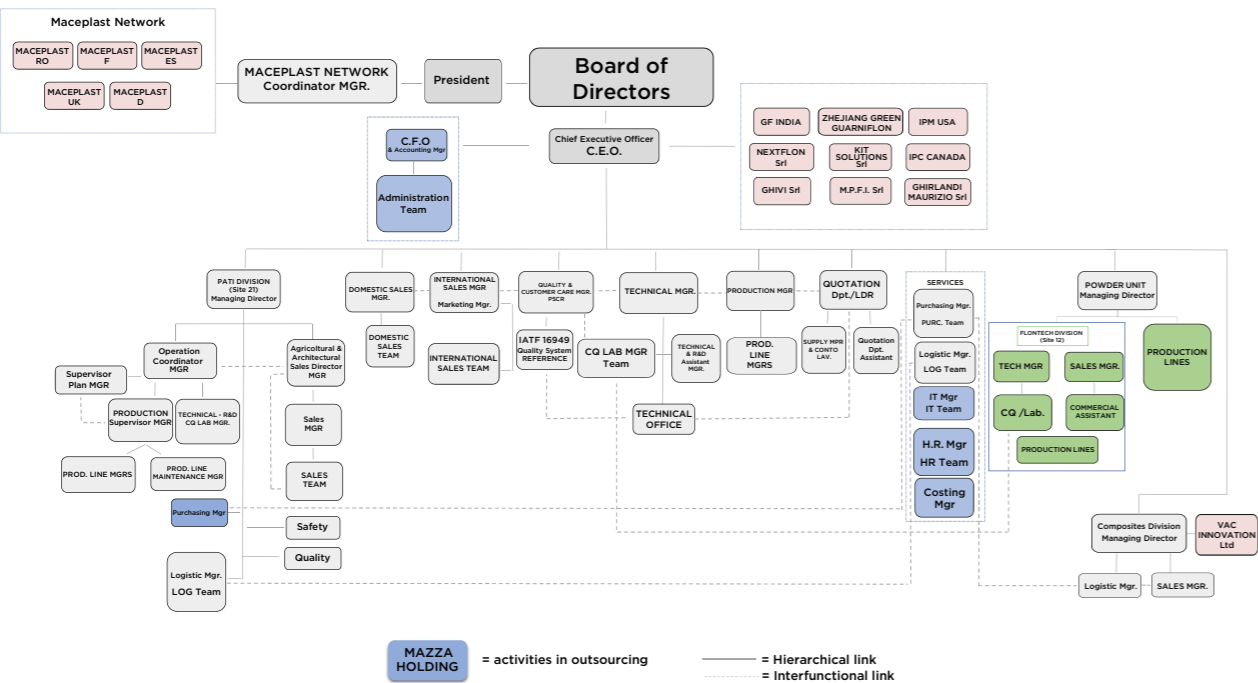 Maceplast Network
MACEPLAST
RO
MACEPLAST
F
MACEPLAST
ES
MACEPLAST
UK
MACEPLAST
D
MACEPLAST NETWORK
Coordinator MGR.
President
Board of
Directors
C.F.O
& Accounting Mgr
Administration
Team
Chief Executive Officer
C.E.O.
GF INDIA
ZHEJIANG GREEN
GUARNIFLON
IPM USA
NEXTFLON
Srl
KIT
SOLUTIONS
Srl
IPC CANADA
GHIVI Srl
M.P.F.I. Srl
GHIRLANDI
MAURIZIO Srl
PATI DIVISION
(Site 21)
Managing Director
DOMESTIC SALES
MGR.
INTERNATIONAL
SALES MGR
Marketing Mgr.
QUALITY &
CUSTOMER CARE MGR.
PSCR
TECHNICAL MGR.
PRODUCTION MGR
QUOTATION
Dpt./LDR
SERVICES
POWDER UNIT
Managing Director
Purchasing Mgr.
PURC. Team
Logistic Mgr.
LOG Team
IT Mgr
IT Team
H.R. Mgr
HR Team
Costing
Mgr
Operation
Coordinator
MGR
Agricoltural &
Architectural
Sales Director
MGR
DOMESTIC
SALES
TEAM
INTERNATIONAL
SALES TEAM
IATF 16949
Quality System
REFERENCE
CQ LAB MGR
Team
TECHNICAL
& R&D
Assistant
MGR.
PROD.
LINE
MGRS
SUPPLY MPR
& CONTO
LAV.
Quotation
Dpt.
Assistant
FLONTECH DIVISION
(Site 12)
TECH MGR
SALES MGR.
CQ /Lab.
COMMERCIAL
ASSISTANT
PRODUCTION LINES
PRODUCTION
LINES
Supervisor
Plan MGR
PRODUCTION
Supervisor MGR
TECHNICAL - R&D
CQ LAB MGR.
Sales
MGR
TECHNICAL
OFFICE
PROD. LINE MGRS
PROD. LINE
MAINTENANCE MGR
SALES
TEAM
Purchasing Mgr
Safety
Quality
Logistic Mgr.
LOG Team
Composites Division
Managing Director
VAC
INNOVATION
Ltd
Logistic Mgr.
SALES MGR.
MAZZA
HOLDING
= activities in outsourcing
= Hierarchical link
= Interfunctional link